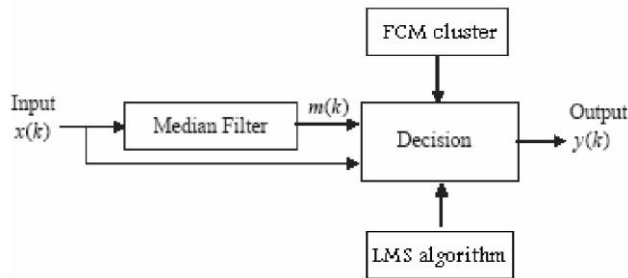 FCM cluster
Input
x(k)
Median Filter
m(k)
Decision
Output
y(k)
LMS algorithm